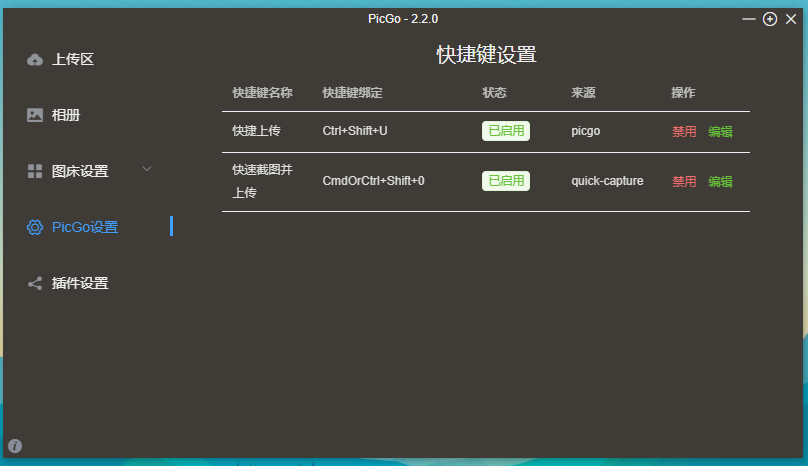 PicGo - 2.2.0
上传区
相册
图床设置
PicGo设置
插件设置
快捷键设置
快捷键名称 快捷键绑定 状态 来源 操作
快捷上传 Ctrl+Shift+U 已启用 picgo 禁用 编辑
快速截图并
上传 CmdOrCtrl+Shift+0 已启用 quick-capture 禁用 编辑